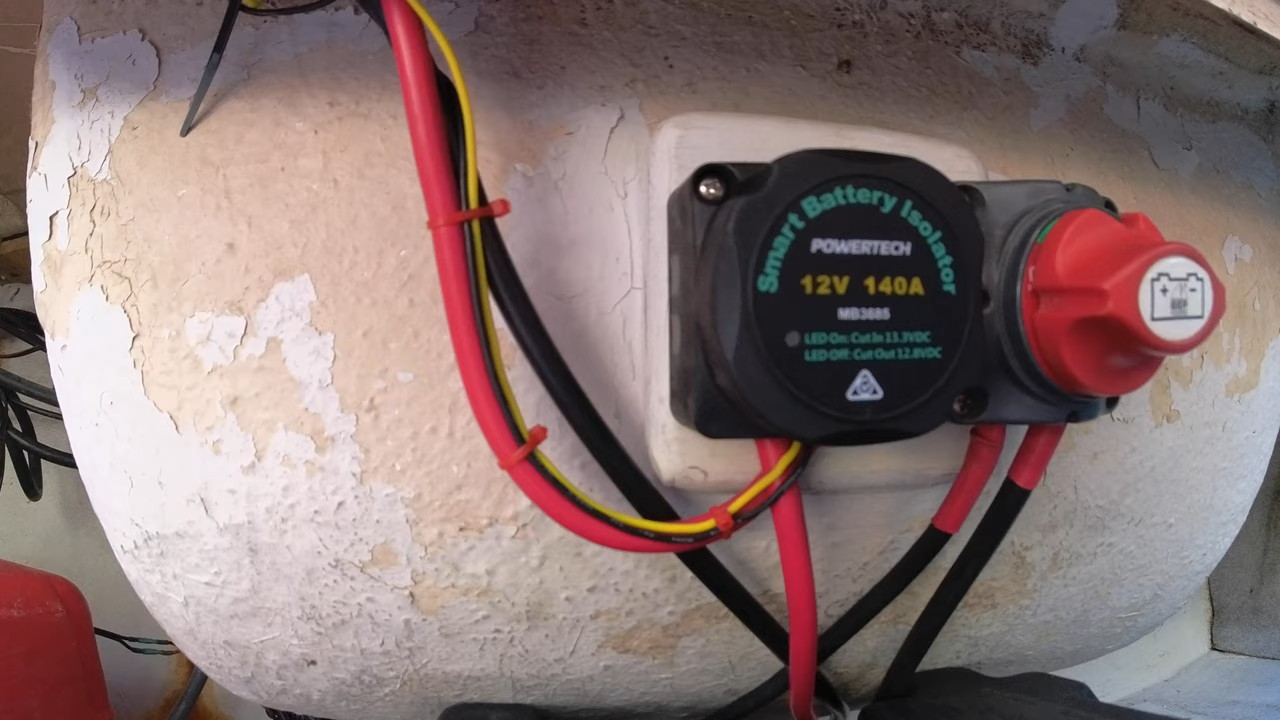 Smart Battery Isolator
POWERTECH
12V 140A
MB3685
LED On: Cut In 13.3VDC
LED Off: Cut Out 12.8VDC
+ -